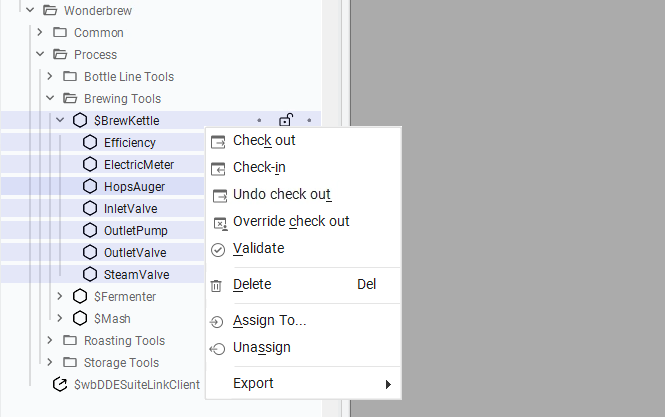 Wonderbrew
Common
Process
Bottle Line Tools
Brewing Tools
$BrewKettle
Efficiency
ElectricMeter
HopsAuger
InletValve
OutletPump
OutletValve
SteamValve
$Fermenter
$Mash
Roasting Tools
Storage Tools
$wbDDESuiteLinkClient
Check out
Check-in
Undo check out
Override check out
Validate
Delete Del
Assign To...
Unassign
Export